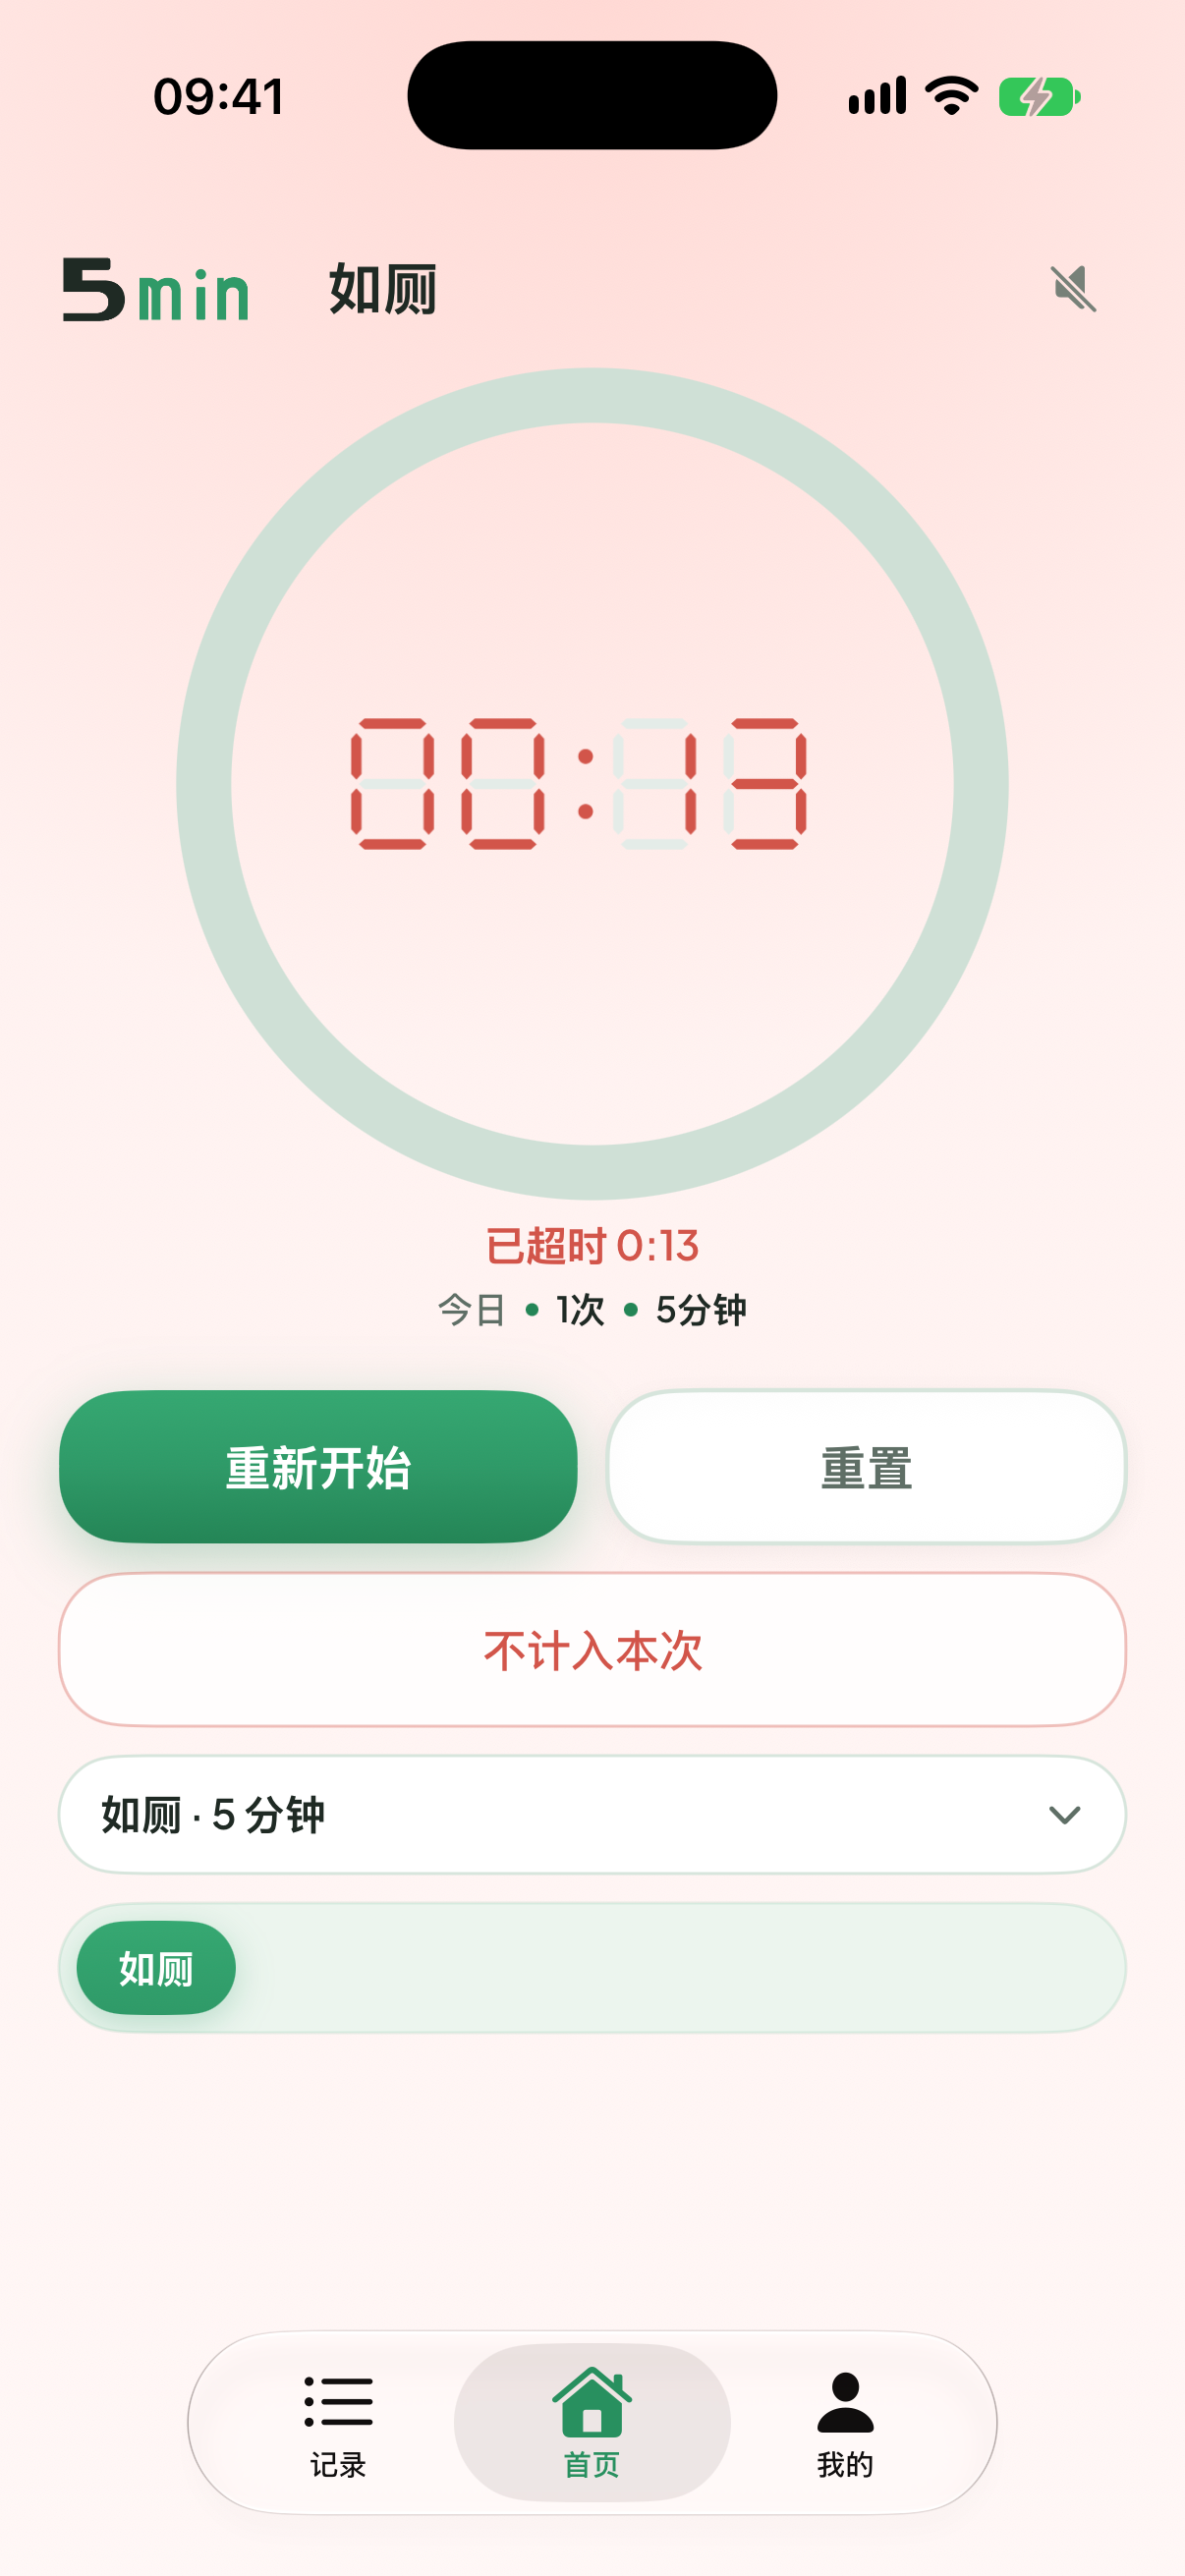 09:41
5min 如厕
00:13
已超时 0:13
今日 • 1次 • 5分钟
重新开始 重置
不计入本次
如厕 · 5 分钟
如厕
记录 首页 我的